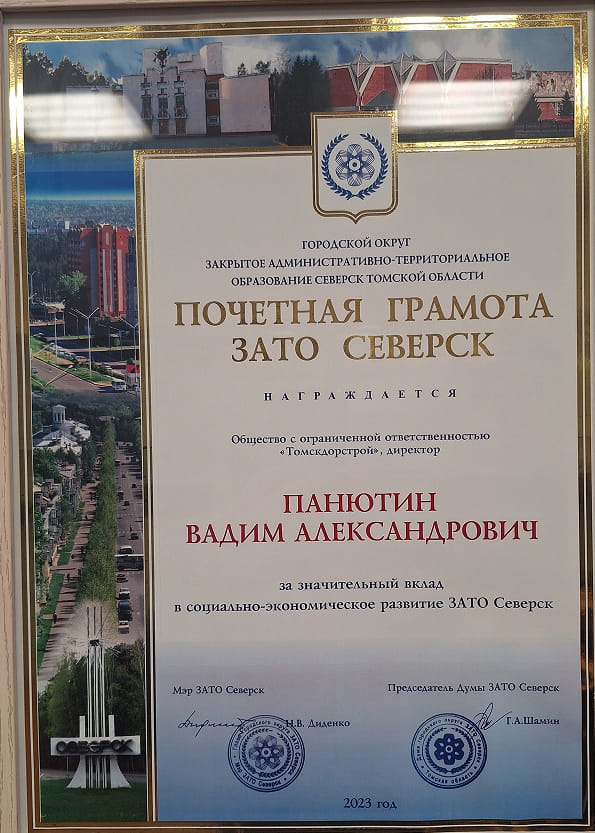 ГОРОДСКОЙ ОКРУГ
ЗАКРЫТОЕ АДМИНИСТРАТИВНО-ТЕРРИТОРИАЛЬНОЕ
ОБРАЗОВАНИЕ СЕВЕРСК ТОМСКОЙ ОБЛАСТИ
ПОЧЕТНАЯ ГРАМОТА
ЗАТО СЕВЕРСК
НАГРАЖДАЕТСЯ
Общество с ограниченной ответственностью
«Томскдорстрой», директор
ПАНЮТИН
ВАДИМ АЛЕКСАНДРОВИЧ
за значительный вклад
в социально-экономическое развитие ЗАТО Северск
Мэр ЗАТО Северск
Председатель Думы ЗАТО Северск
Н.В. Диденко
Г.А.Шамин
СЕВЕРСК
2023 год